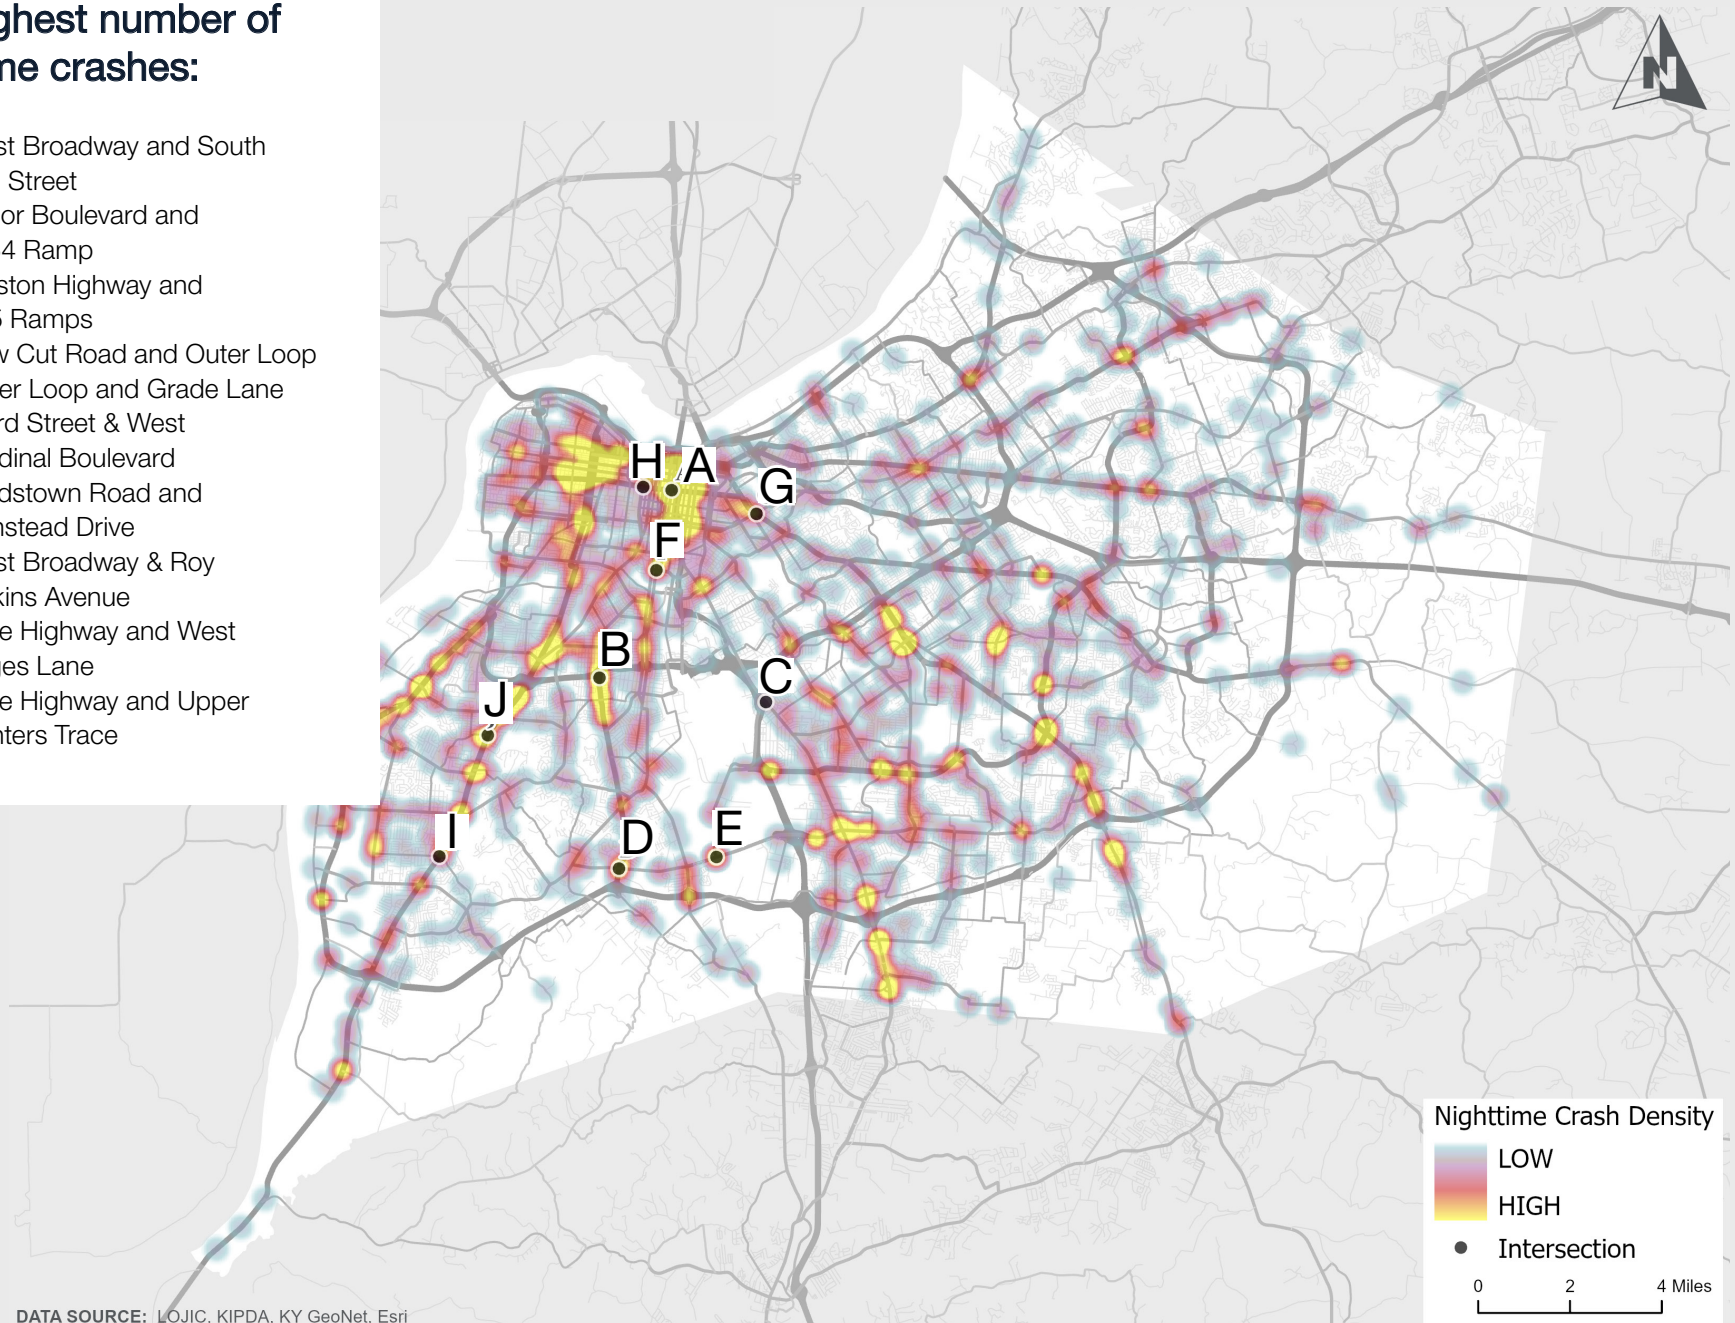 ghest number of
me crashes:
st Broadway and South
Street
or Boulevard and
4 Ramp
ston Highway and
5 Ramps
w Cut Road and Outer Loop
er Loop and Grade Lane
rd Street & West
dinal Boulevard
dstown Road and
nstead Drive
st Broadway & Roy
kins Avenue
e Highway and West
ges Lane
e Highway and Upper
nters Trace
N
H
A
G
F
B
C
J
I
D
E
Nighttime Crash Density
LOW
HIGH
Intersection
0 2 4 Miles
DATA SOURCE: LOJIC, KIPDA, KY GeoNet, Esri